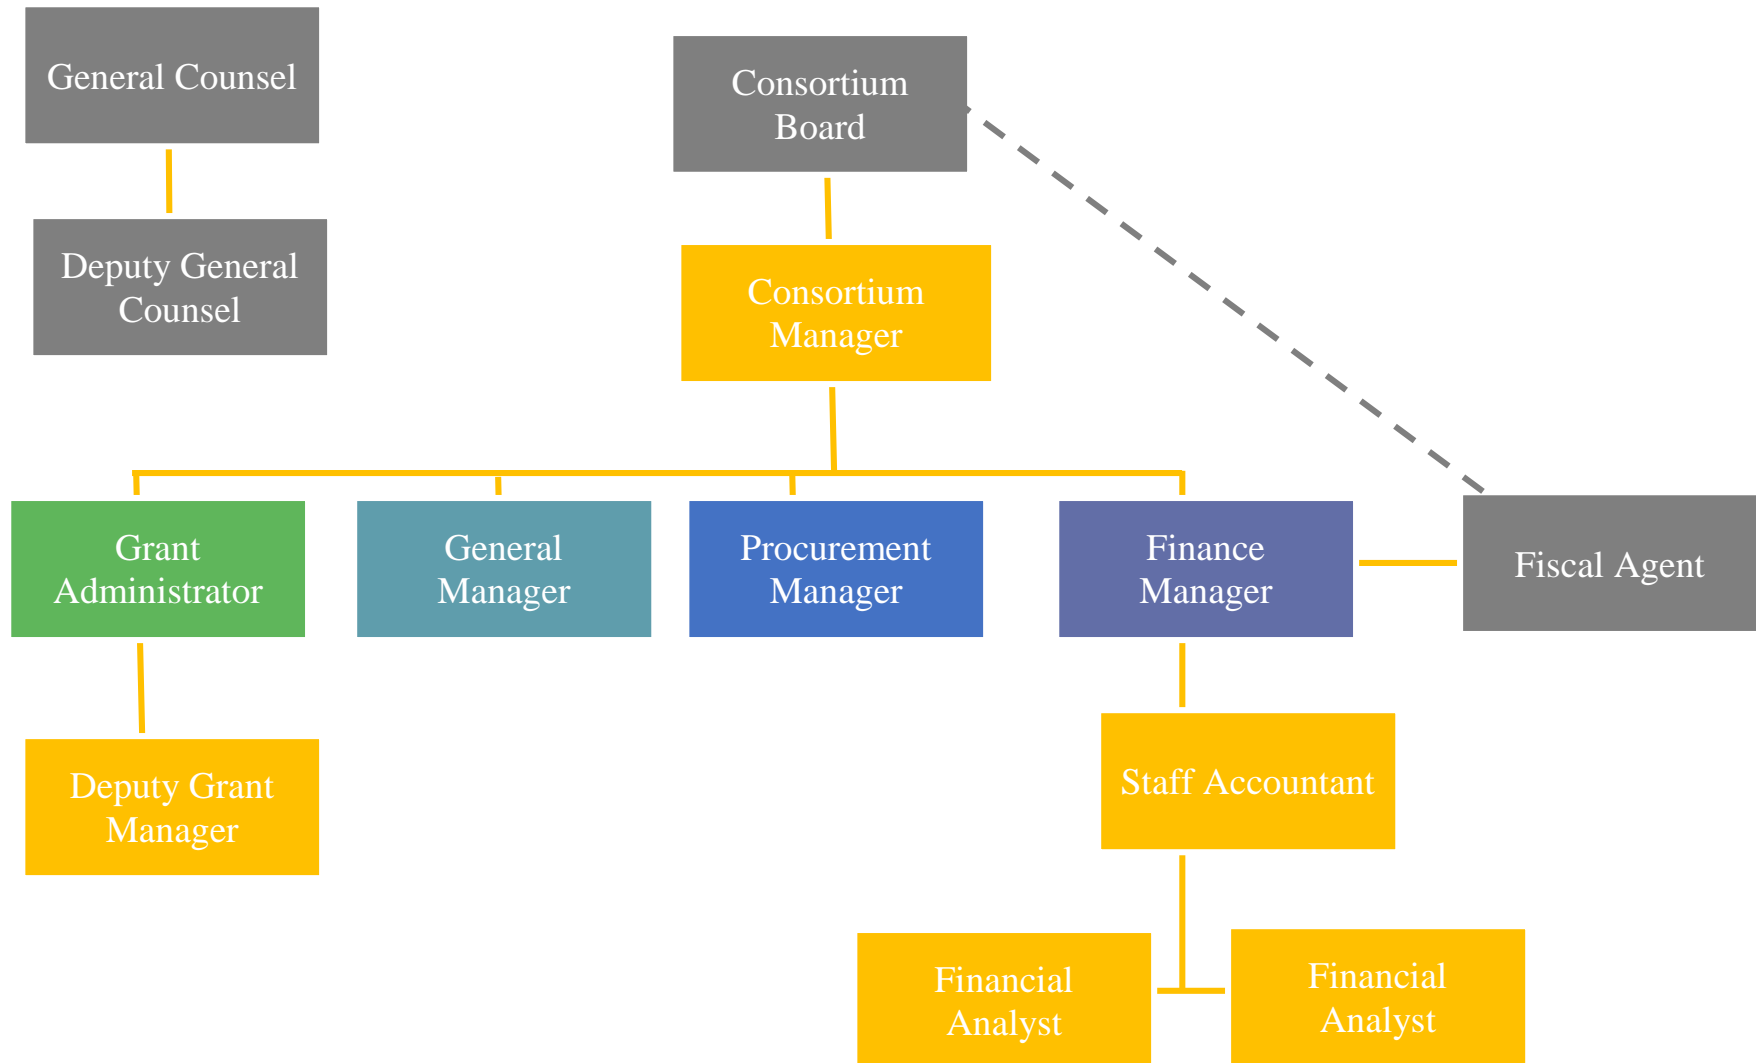 General Counsel
Consortium
Board
Deputy General
Counsel
Consortium
Manager
Grant
Administrator
General
Manager
Procurement
Manager
Finance
Manager
Fiscal Agent
Deputy Grant
Manager
Staff Accountant
Financial
Analyst
Financial
Analyst